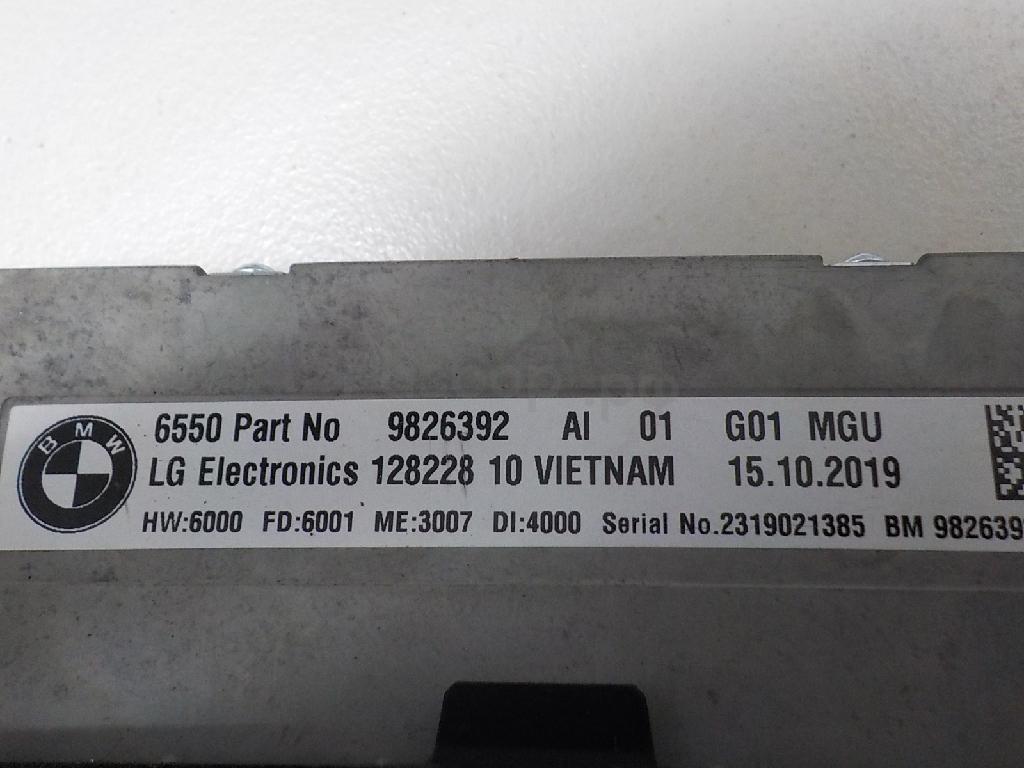 BMW
6550 Part No 9826392 AI 01 G01 MGU
LG Electronics 128228 10 VIETNAM 15.10.2019
HW:6000 FD:6001 ME:3007 DI:4000 Serial No.2319021385 BM 982639